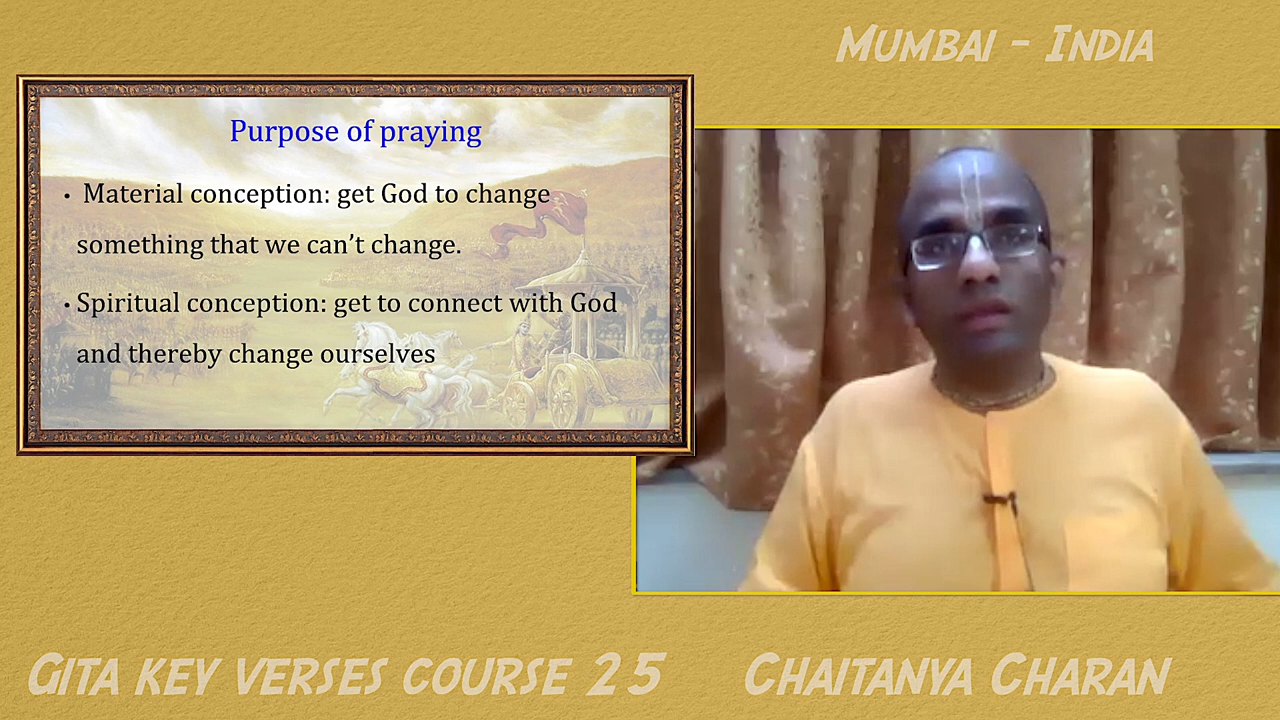 Mumbai - India
Purpose of praying
• Material conception: get God to change
something that we can’t change.
• Spiritual conception: get to connect with God
and thereby change ourselves
Gita key verses course 25
Chaitanya Charan